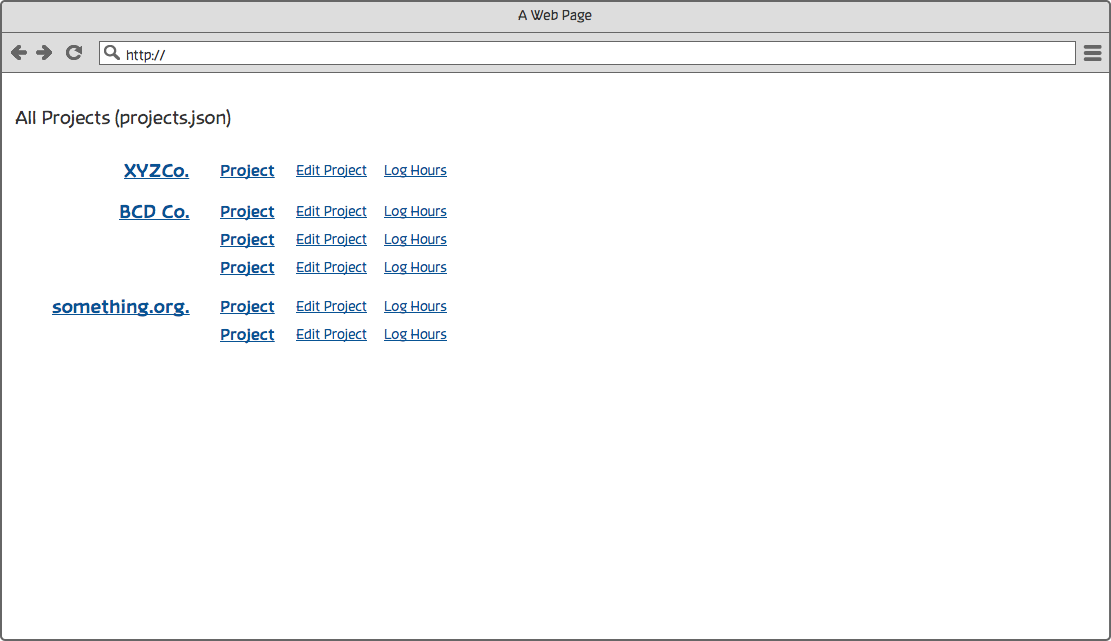 A Web Page
http://
All Projects (projects.json)
XYZCo. Project Edit Project Log Hours
BCD Co. Project Edit Project Log Hours
Project Edit Project Log Hours
Project Edit Project Log Hours
something.org. Project Edit Project Log Hours
Project Edit Project Log Hours